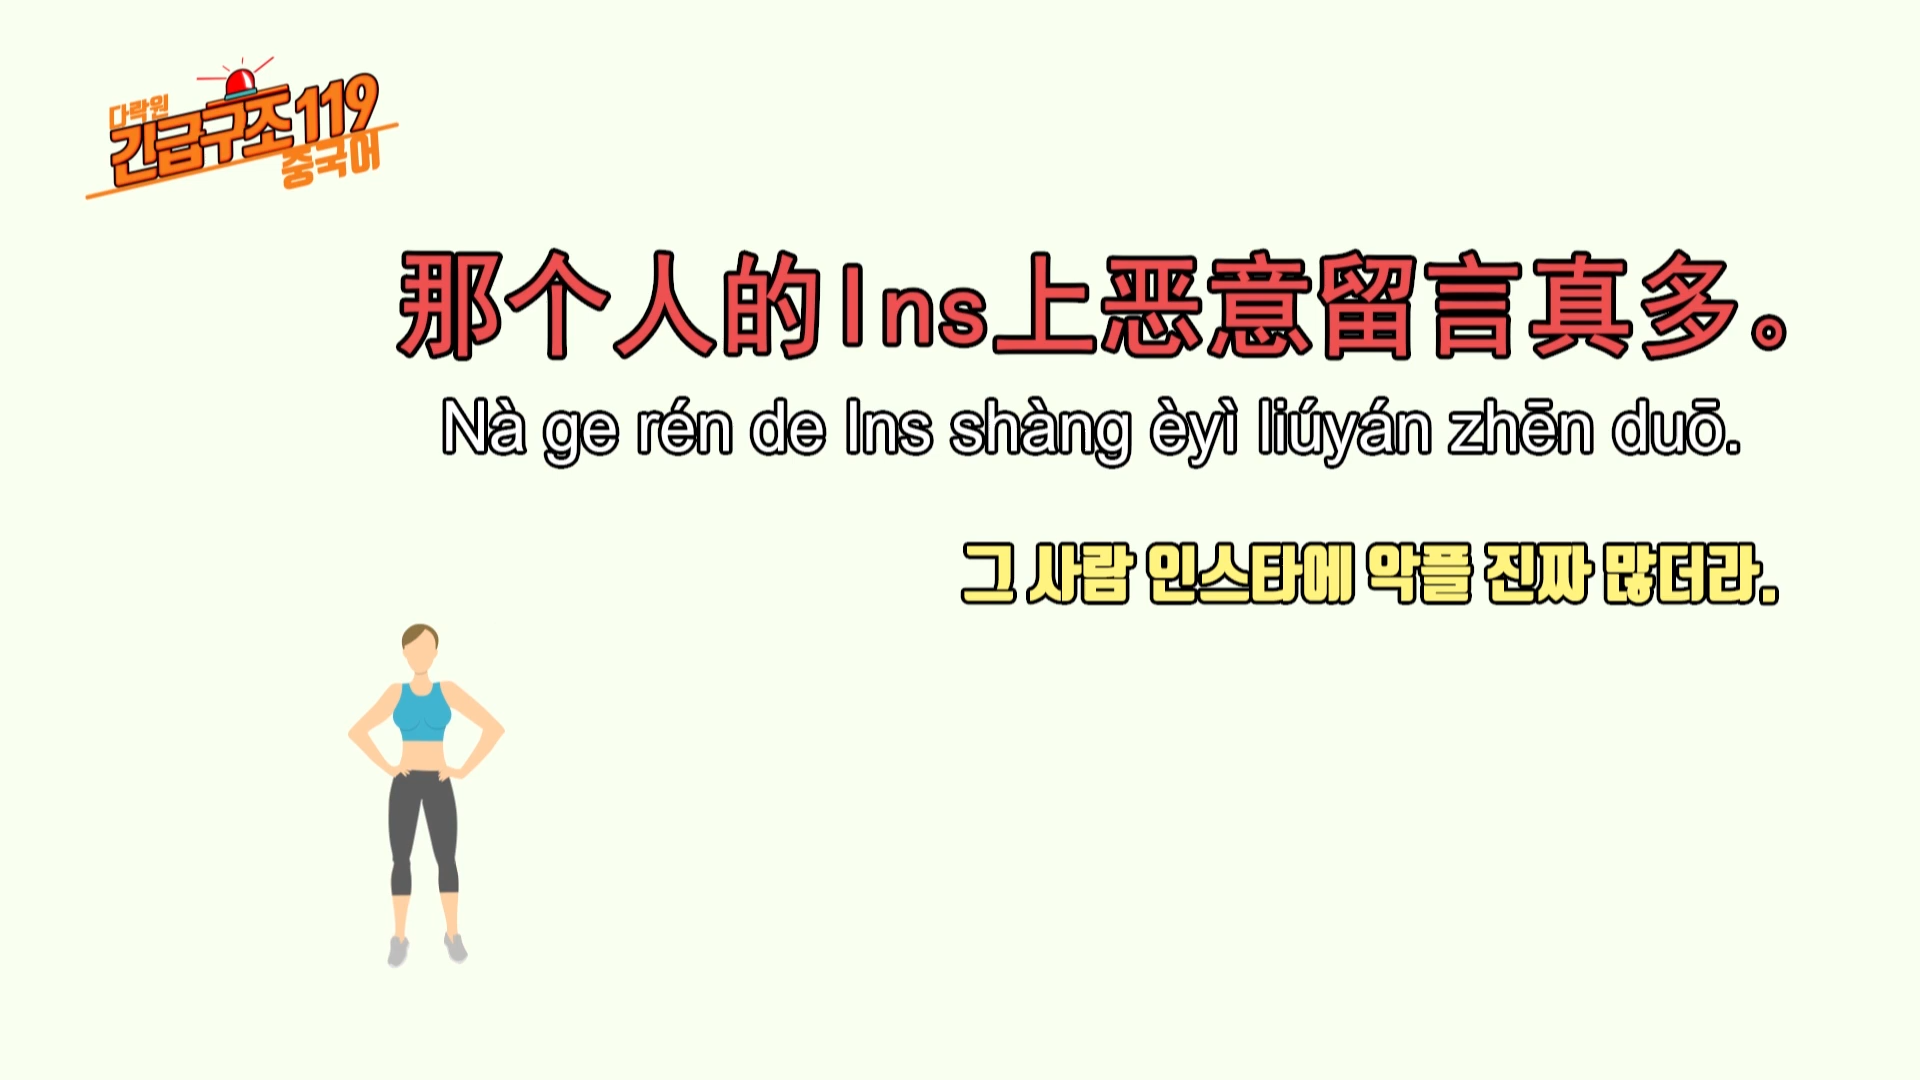 다락원
긴급구조119
중국어
那个人的Ins上恶意留言真多。
Nà ge rén de Ins shàng èyì liúyán zhēn duō.
그 사람 인스타에 악플 진짜 많더라.